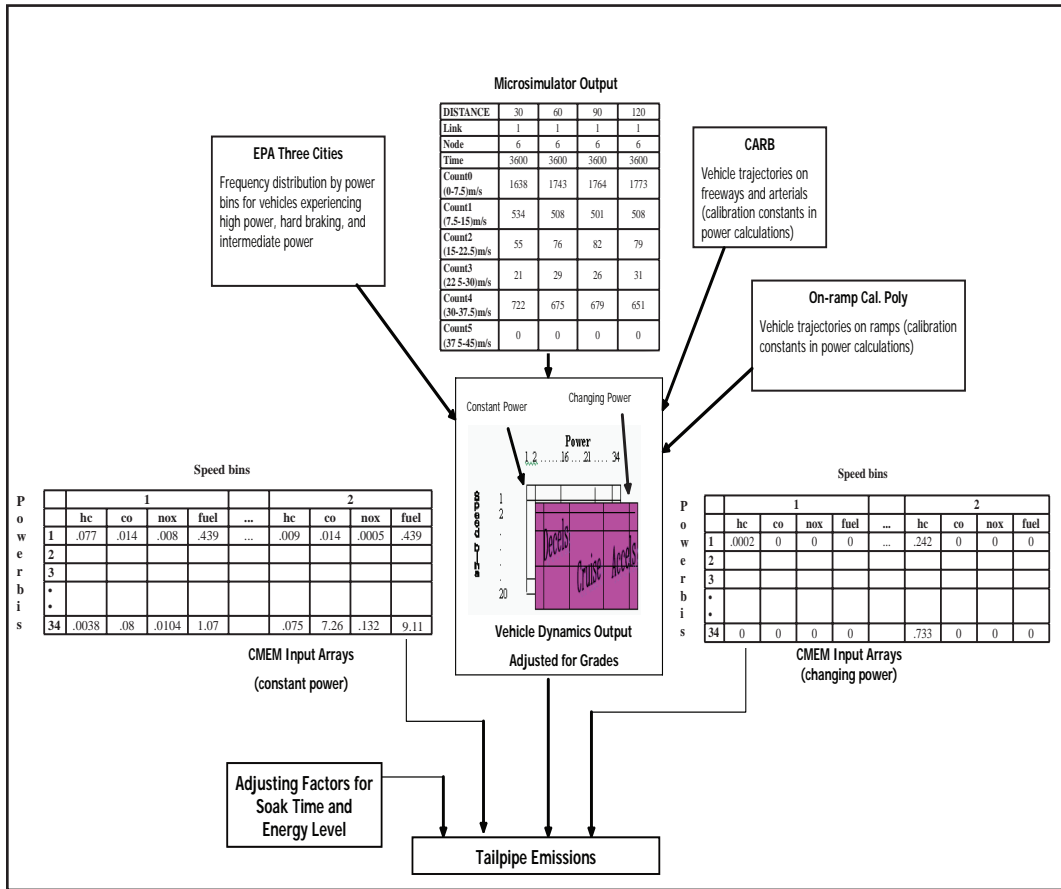 Microsimulator Output
DISTANCE 30 60 90 120
Link 1 1 1 1
Node 6 6 6 6
Time 3600 3600 3600 3600
Count0
(0-7.5)m/s 1638 1743 1764 1773
Count1
(7.5-15)m/s 534 508 501 508
Count2
(15-22.5)m/s 55 76 82 79
Count3
(22 5-30)m/s 21 29 26 31
Count4
(30-37.5)m/s 722 675 679 651
Count5
(37 5-45)m/s 0 0 0 0
EPA Three Cities
Frequency distribution by power
bins for vehicles experiencing
high power, hard braking, and
intermediate power
CARB
Vehicle trajectories on
freeways and arterials
(calibration constants in
power calculations)
On-ramp Cal. Poly
Vehicle trajectories on ramps (calibration
constants in power calculations)
Constant Power
Changing Power
Power
1 2 ......16 ...21 .... 34
Speed bins
1
2
.
.
.
.
20
Decels
Cruise
Accels
Vehicle Dynamics Output
Adjusted for Grades
Speed bins
Power bis
1 ... 2
hc co nox fuel ... hc co nox fuel
1 .077 .014 .008 .439 ... .009 .014 .0005 .439
2
3
•
•
34 .0038 .08 .0104 1.07 .075 7.26 .132 9.11
CMEM Input Arrays
(constant power)
Speed bins
Power bis
1 2
hc co nox fuel ... hc co nox fuel
1 .0002 0 0 0 ... .242 0 0 0
2
3
•
•
34 0 0 0 0 .733 0 0 0
CMEM Input Arrays
(changing power)
Adjusting Factors for
Soak Time and
Energy Level
Tailpipe Emissions